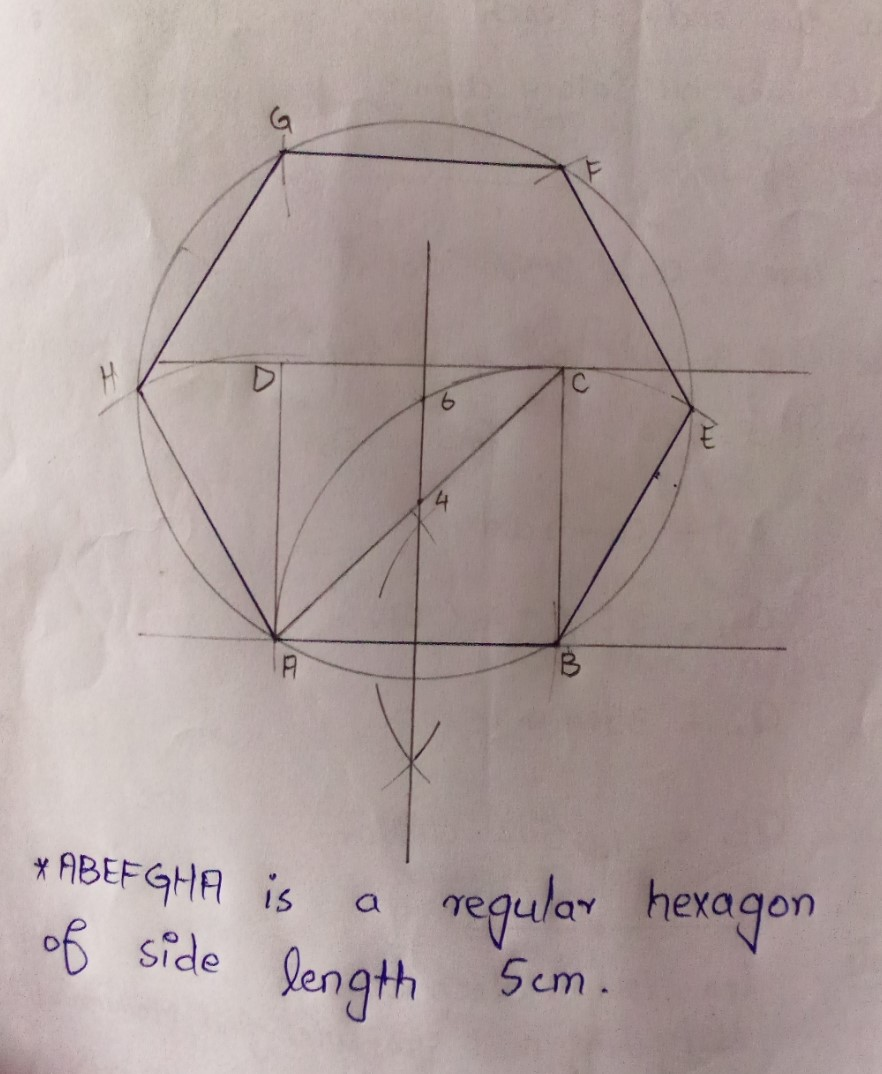 G
F
H
D
C
6
E
4
A
B
*ABEFGHA is a regular hexagon
of side length 5cm.